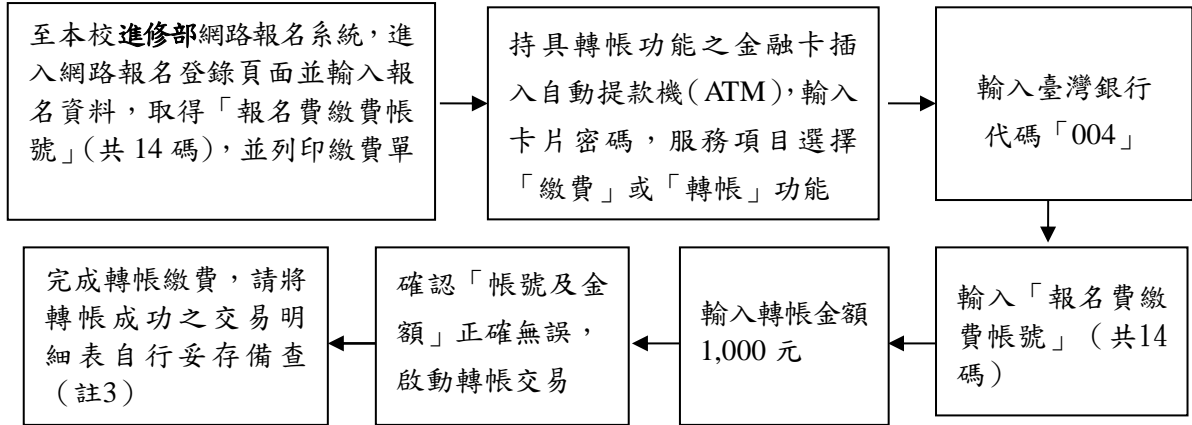 至本校進修部網路報名系統，進
入網路報名登錄頁面並輸入報
名資料，取得「報名費繳費帳
號」（共 14 碼），並列印繳費單
持具轉帳功能之金融卡插
入自動提款機（ATM），輸入
卡片密碼，服務項目選擇
「繳費」或「轉帳」功能
輸入臺灣銀行
代碼「004」
輸入「報名費繳
費帳號」（共14
碼）
輸入轉帳金額
1,000 元
確認「帳號及金
額」正確無誤，
啟動轉帳交易
完成轉帳繳費，請將
轉帳成功之交易明
細表自行妥存備查
（註3）